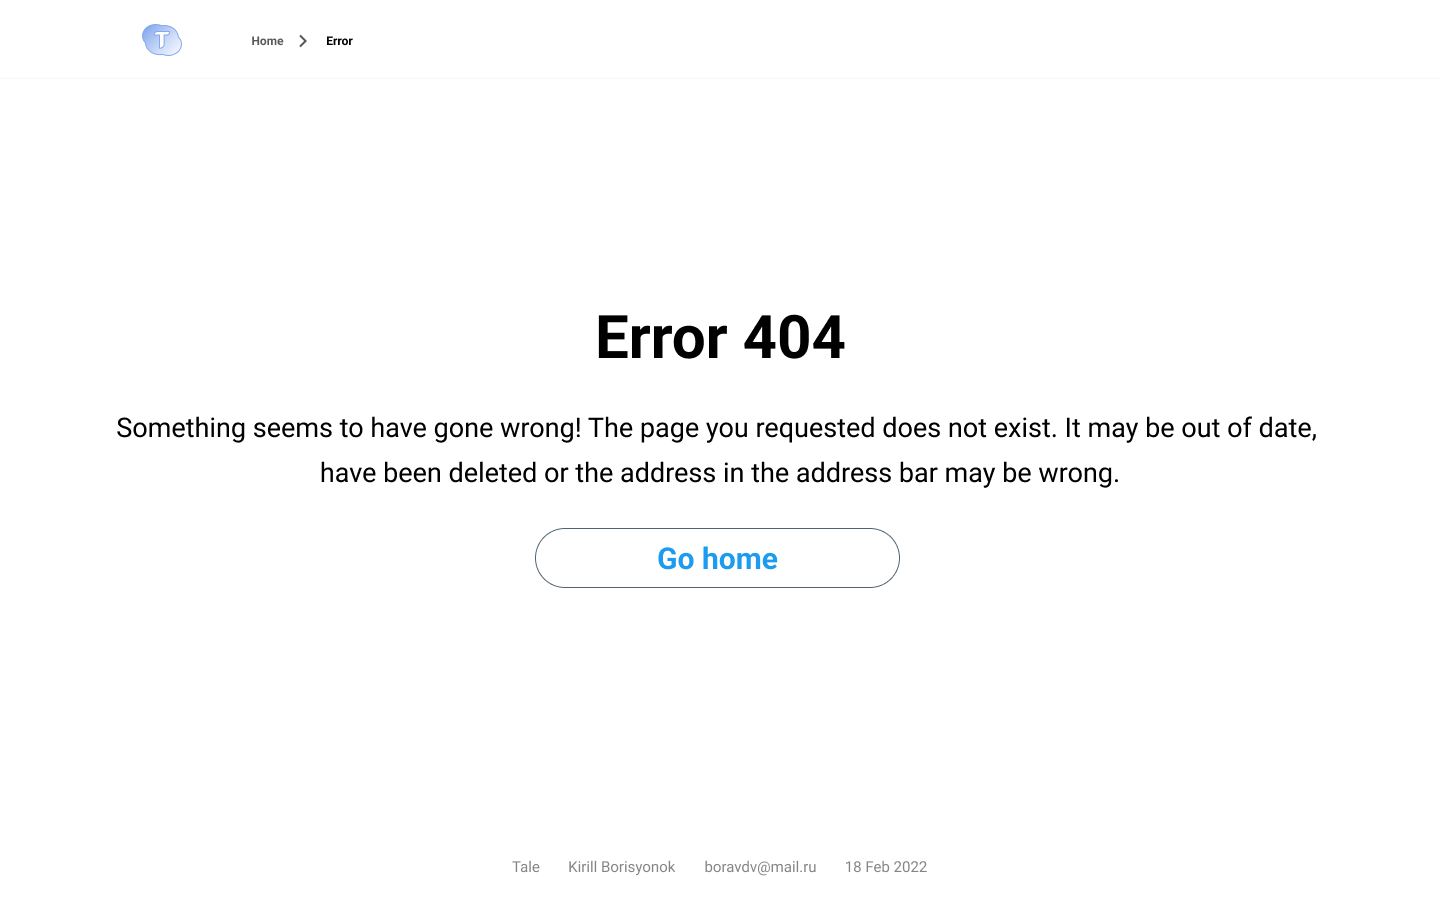 T
Home
Error
Error 404
Something seems to have gone wrong! The page you requested does not exist. It may be out of date,
have been deleted or the address in the address bar may be wrong.
Go home
Tale Kirill Borisyonok boravdv@mail.ru 18 Feb 2022